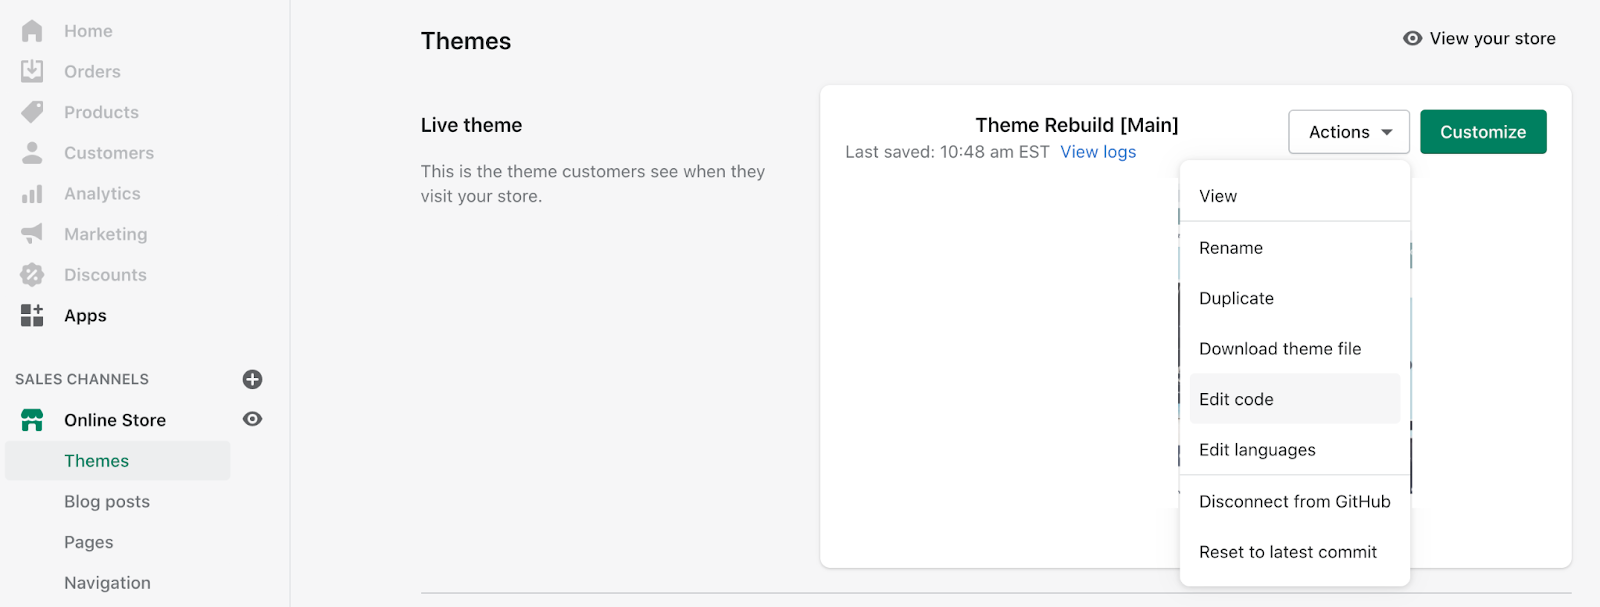 Home
Orders
Products
Customers
Analytics
Marketing
Discounts
Apps
SALES CHANNELS
Online Store
Themes
Blog posts
Pages
Navigation
Themes
View your store
Live theme
This is the theme customers see when they
visit your store.
Theme Rebuild [Main]
Last saved: 10:48 am EST View logs
Actions
Customize
View
Rename
Duplicate
Download theme file
Edit code
Edit languages
Disconnect from GitHub
Reset to latest commit